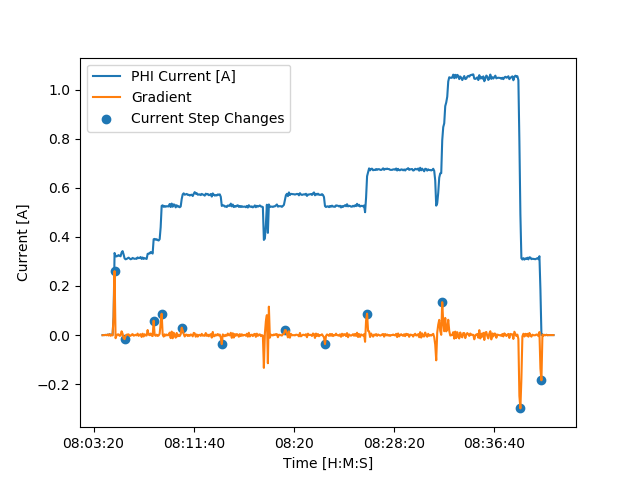 PHI Current [A]
Gradient
Current Step Changes
Current [A]
1.0
0.8
0.6
0.4
0.2
0.0
−0.2
08:03:20 08:11:40 08:20 08:28:20 08:36:40
Time [H:M:S]